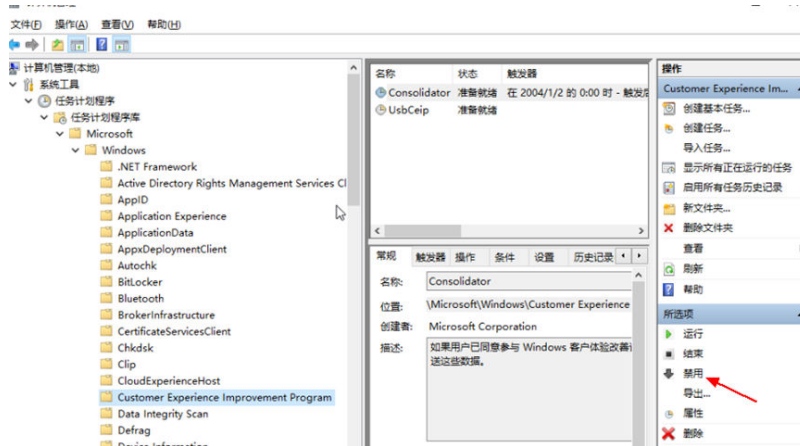 文件(F) 操作(A) 查看(V) 帮助(H)
计算机管理(本地)
系统工具
任务计划程序
任务计划程序库
Microsoft
Windows
.NET Framework
Active Directory Rights Management Services Cl
AppID
Application Experience
ApplicationData
AppxDeploymentClient
Autochk
BitLocker
Bluetooth
BrokerInfrastructure
CertificateServicesClient
Chkdsk
Clip
CloudExperienceHost
Customer Experience Improvement Program
Data Integrity Scan
Defrag
Device Information
名称 状态 触发器
Consolidator 准备就绪 在 2004/1/2 的 0:00 时 - 触发后
UsbCeip 准备就绪
常规 触发器 操作 条件 设置 历史记录
名称: Consolidator
位置: \Microsoft\Windows\Customer Experience
创建者: Microsoft Corporation
描述: 如果用户已同意参与 Windows 客户体验改善计
送这些数据。
操作
Customer Experience Im...
创建基本任务...
创建任务...
导入任务...
显示所有正在运行的任务
启用所有任务历史记录
新文件夹...
删除文件夹
查看
刷新
帮助
所选项
运行
结束
禁用
导出...
属性
删除